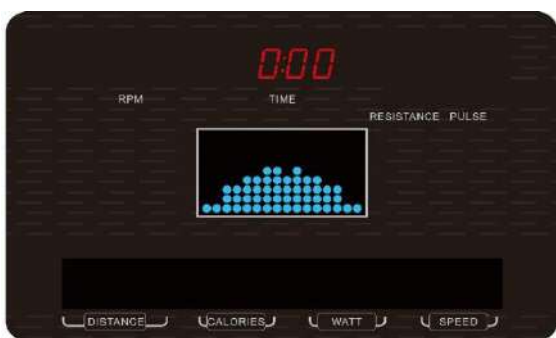 0:00
RPM TIME
RESISTANCE PULSE
DISTANCE CALORIES WATT SPEED